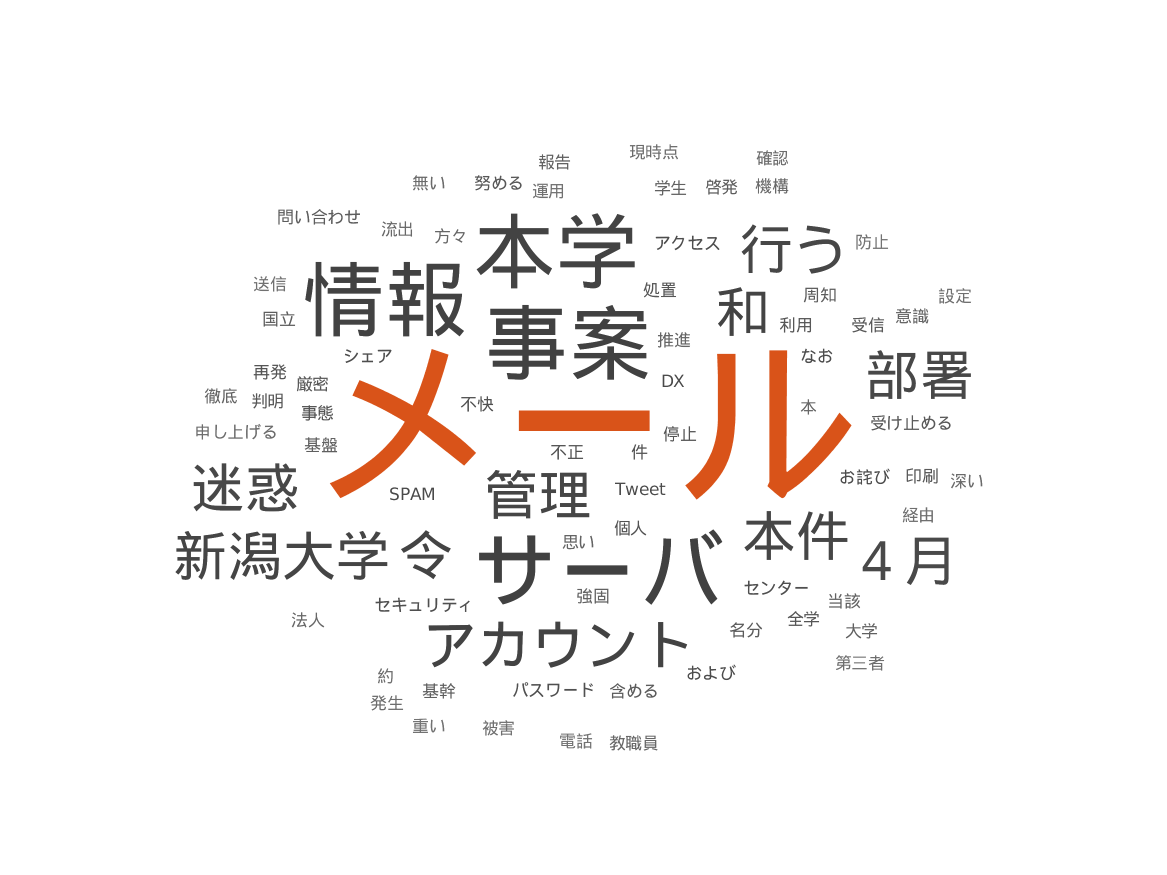 現時点
報告
確認
無い
努める
運用
学生
啓発
機構
問い合わせ
流出
方々
本学
アクセス
行う
防止
送信
情報
処置
和
周知
設定
国立
事案
利用
受信
意識
シェア
推進
なお
部署
再発
厳密
DX
徹底
判明
事態
不快
メール
本
申し上げる
基盤
停止
受け止める
不正
件
迷惑
SPAM
管理
Tweet
お詫び
印刷
深い
新潟大学
令
思い
個人
本件
経由
4月
サーバ
強固
センター
当該
法人
セキュリティ
アカウント
名分
全学
大学
および
第三者
約
発生
基幹
パスワード
含める
重い
被害
電話
教職員